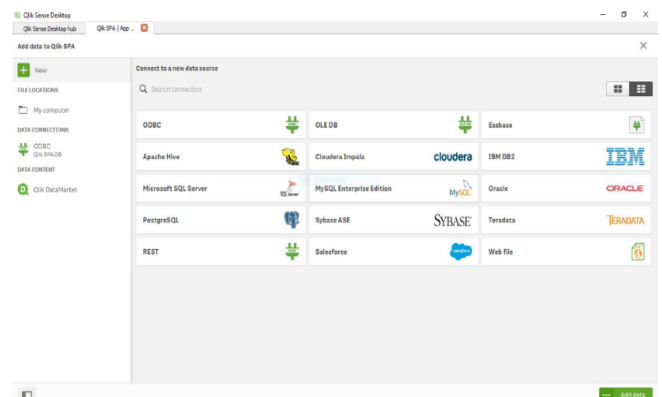 Qlik Sense Desktop
Qlik Sense Desktop hub
Qlik SPA | App ...
Add data to Qlik SPA
New
FILE LOCATIONS
My computer
DATA CONNECTIONS
ODBC
Qlik SPA DB
DATA CONTENT
Qlik DataMarket
Connect to a new data source
Search connectors
ODBC
OLE DB
Essbase
Apache Hive
Cloudera Impala
cloudera
IBM DB2
IBM
Microsoft SQL Server
SQL Server
MySQL Enterprise Edition
MySQL
Oracle
ORACLE
PostgreSQL
Sybase ASE
SYBASE
Teradata
TERADATA
REST
Salesforce
salesforce
Web file
Add data